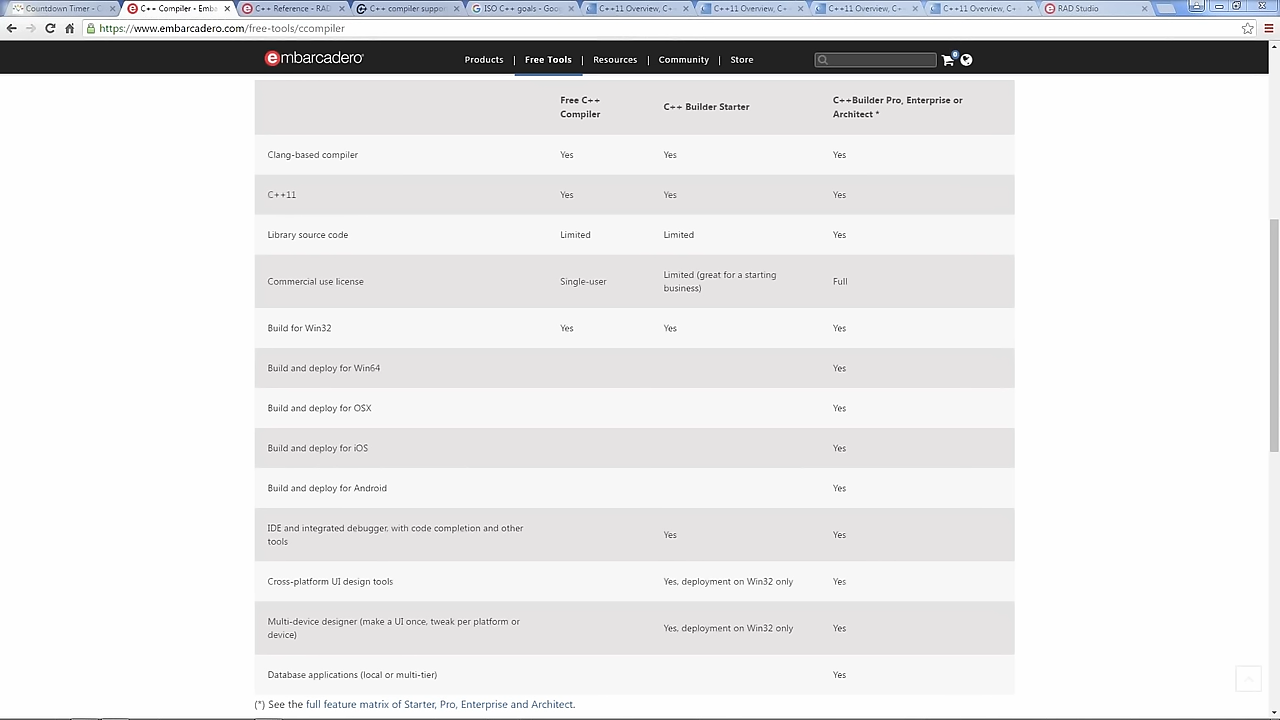 Countdown Timer - C
C++ Compiler - Emba
C++ Reference - RAD
C++ compiler suppor
ISO C++ goals - Goog
C++11 Overview, C+
C++11 Overview, C+
C++11 Overview, C+
C++11 Overview, C+
RAD Studio
https://www.embarcadero.com/free-tools/ccompiler
embarcadero
Products | Free Tools | Resources | Community | Store
0
Free C++ Compiler
C++ Builder Starter
C++Builder Pro, Enterprise or Architect *
Clang-based compiler Yes Yes Yes
C++11 Yes Yes Yes
Library source code Limited Limited Yes
Commercial use license Single-user Limited (great for a starting business) Full
Build for Win32 Yes Yes Yes
Build and deploy for Win64 Yes
Build and deploy for OSX Yes
Build and deploy for iOS Yes
Build and deploy for Android Yes
IDE and integrated debugger, with code completion and other tools Yes Yes
Cross-platform UI design tools Yes, deployment on Win32 only Yes
Multi-device designer (make a UI once, tweak per platform or device) Yes, deployment on Win32 only Yes
Database applications (local or multi-tier) Yes
(*) See the full feature matrix of Starter, Pro, Enterprise and Architect.